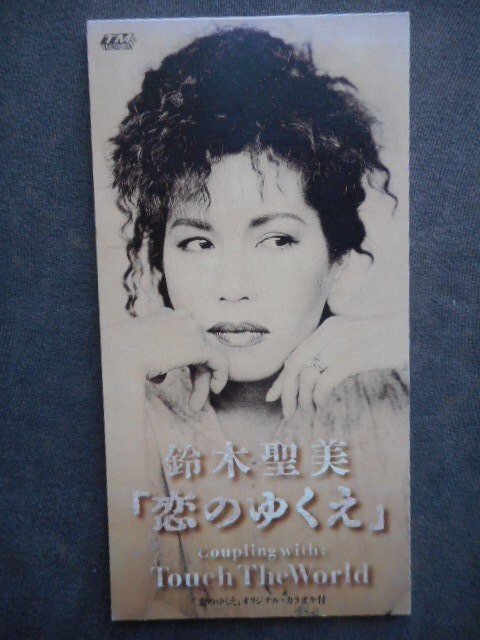 鈴木聖美
「恋のゆくえ」
Coupling with:
Touch The World
「恋のゆくえ」オリジナル・カラオケ付